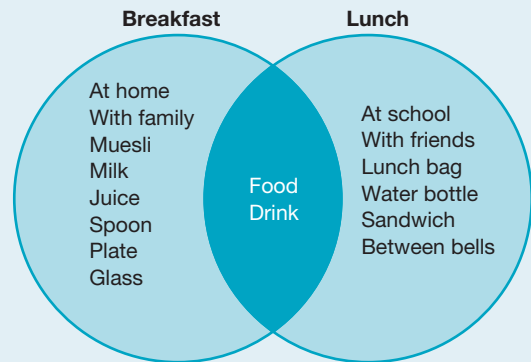 Breakfast
Lunch
At home
With family
Muesli
Milk
Juice
Spoon
Plate
Glass
Food
Drink
At school
With friends
Lunch bag
Water bottle
Sandwich
Between bells